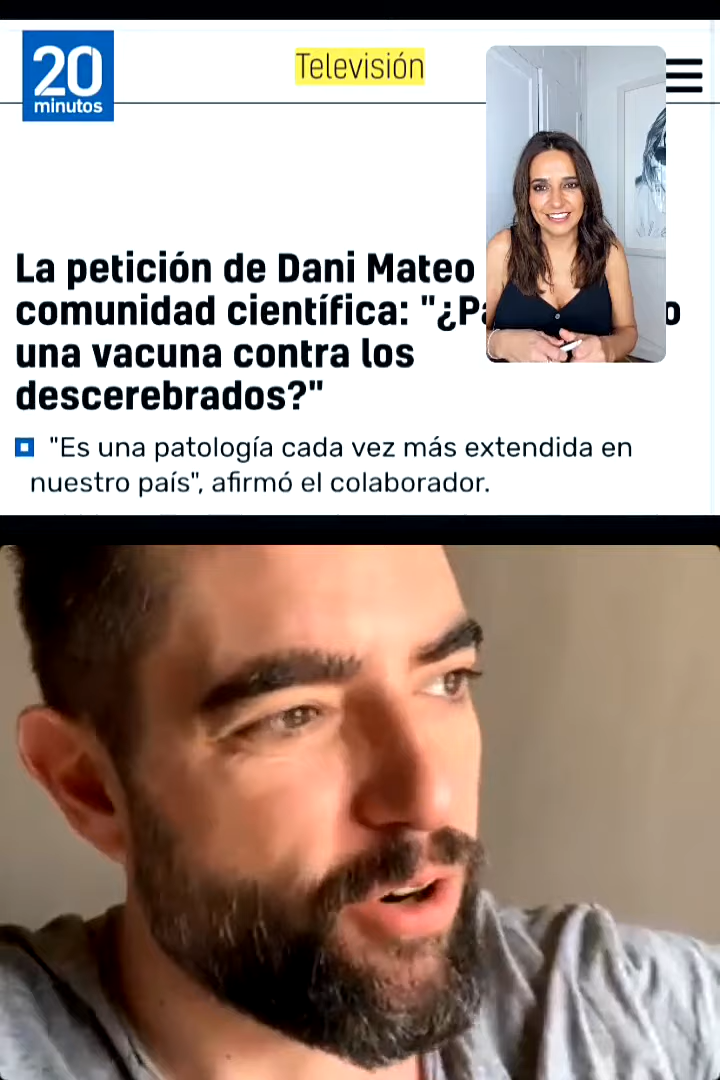 20
minutos
Televisión
La petición de Dani Mateo
comunidad científica: "¿
una vacuna contra los
descerebrados?"
"Es una patología cada vez más extendida en
nuestro país", afirmó el colaborador.